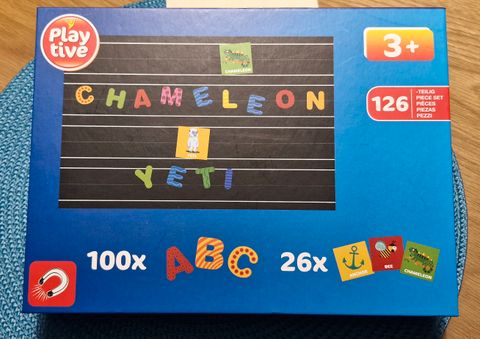 Play
tive
3+
CHAMELEON
CHAMELEON
126
-TEILIG
PIECE SET
PIÈCES
PIEZAS
PEZZI
YETI
100x
ABC
26x
ANCHOR
BEE
CHAMELEON